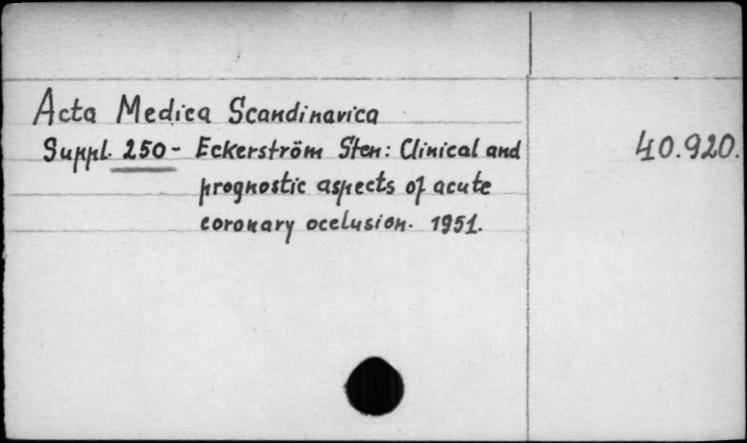 Acta Medica Scandinavica
Suppl. 250 - Eckerström Sten: Clinical and 40.920.
prognostic aspects of acute
coronary occlusion. 1951.